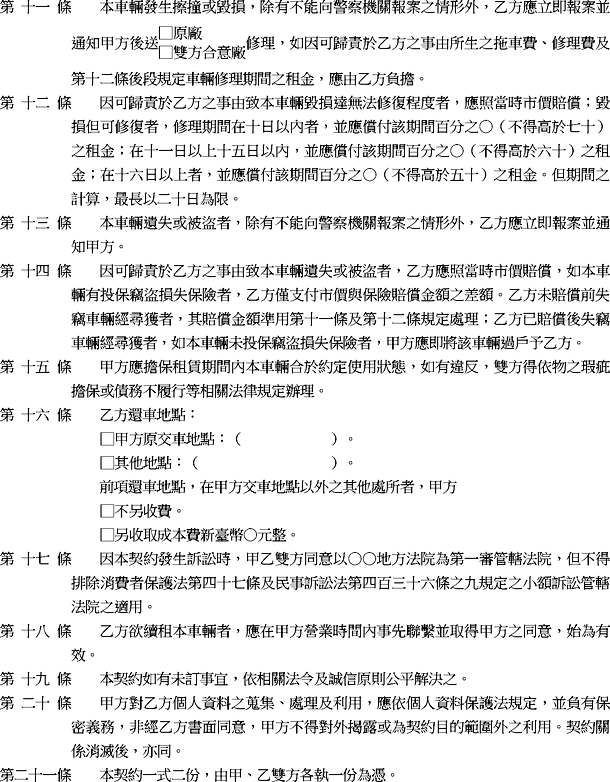 第 十一 條　　本車輛發生擦撞或毀損，除有不能向警察機關報案之情形外，乙方應立即報案並
通知甲方後送□原廠
□雙方合意廠修理，如因可歸責於乙方之事由所生之拖車費、修理費及
第十二條後段規定車輛修理期間之租金，應由乙方負擔。
第 十二 條　　因可歸責於乙方之事由致本車輛毀損達無法修復程度者，應照當時市價賠償；毀
損但可修復者，修理期間在十日以內者，並應償付該期間百分之○（不得高於七十）
之租金；在十一日以上十五日以內，並應償付該期間百分之○（不得高於六十）之租
金；在十六日以上者，並應償付該期間百分之○（不得高於五十）之租金。但期間之
計算，最長以二十日為限。
第 十三 條　　本車輛遺失或被盜者，除有不能向警察機關報案之情形外，乙方應立即報案並通
知甲方。
第 十四 條　　因可歸責於乙方之事由致本車輛遺失或被盜者，乙方應照當時市價賠償，如本車
輛有投保竊盜損失保險者，乙方僅支付市價與保險賠償金額之差額。乙方未賠償前失
竊車輛經尋獲者，其賠償金額準用第十一條及第十二條規定處理；乙方已賠償後失竊
車輛經尋獲者，如本車輛未投保竊盜損失保險者，甲方應即將該車輛過戶予乙方。
第 十五 條　　甲方應擔保租賃期間內本車輛合於約定使用狀態，如有違反，雙方得依物之瑕疵
擔保或債務不履行等相關法律規定辦理。
第 十六 條　　乙方還車地點：
□甲方原交車地點：（　　　　　　）。
□其他地點：（　　　　　　　　　）。
前項還車地點，在甲方交車地點以外之其他處所者，甲方
□不另收費。
□另收取成本費新臺幣○元整。
第 十七 條　　因本契約發生訴訟時，甲乙雙方同意以○○地方法院為第一審管轄法院，但不得
排除消費者保護法第四十七條及民事訴訟法第四百三十六條之九規定之小額訴訟管轄
法院之適用。
第 十八 條　　乙方欲續租本車輛者，應在甲方營業時間內事先聯繫並取得甲方之同意，始為有
效。
第 十九 條　　本契約如有未訂事宜，依相關法令及誠信原則公平解決之。
第 二十 條　　甲方對乙方個人資料之蒐集、處理及利用，應依個人資料保護法規定，並負有保
密義務，非經乙方書面同意，甲方不得對外揭露或為契約目的範圍外之利用。契約關
係消滅後，亦同。
第二十一條　　本契約一式二份，由甲、乙雙方各執一份為憑。